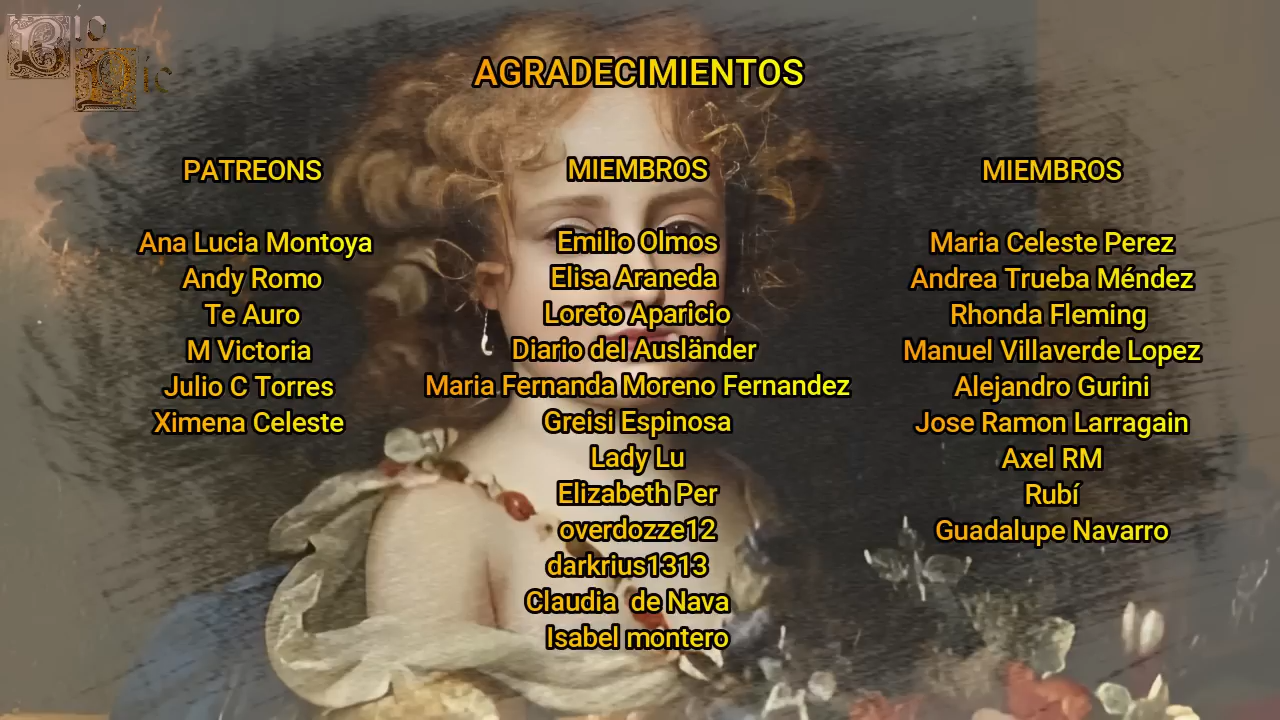 Bio
Dic
AGRADECIMIENTOS
PATREONS
Ana Lucia Montoya
Andy Romo
Te Auro
M Victoria
Julio C Torres
Ximena Celeste
MIEMBROS
Emilio Olmos
Elisa Araneda
Loreto Aparicio
Diario del Ausländer
Maria Fernanda Moreno Fernandez
Greisi Espinosa
Lady Lu
Elizabeth Per
overdozze12
darkrius1313
Claudia  de Nava
Isabel montero
MIEMBROS
Maria Celeste Perez
Andrea Trueba Méndez
Rhonda Fleming
Manuel Villaverde Lopez
Alejandro Gurini
Jose Ramon Larragain
Axel RM
Rubí
Guadalupe Navarro